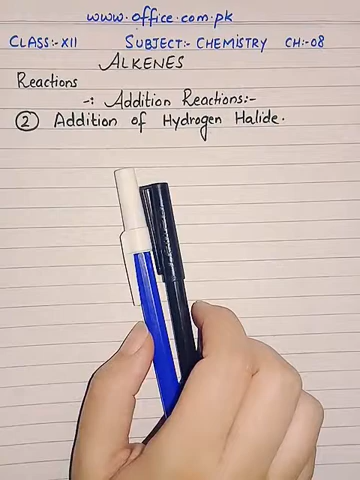 www.office.com.pk
CLASS:-XII SUBJECT:- CHEMISTRY CH:-08
ALKENES
Reactions
-: Addition Reactions:-
② Addition of Hydrogen Halide.